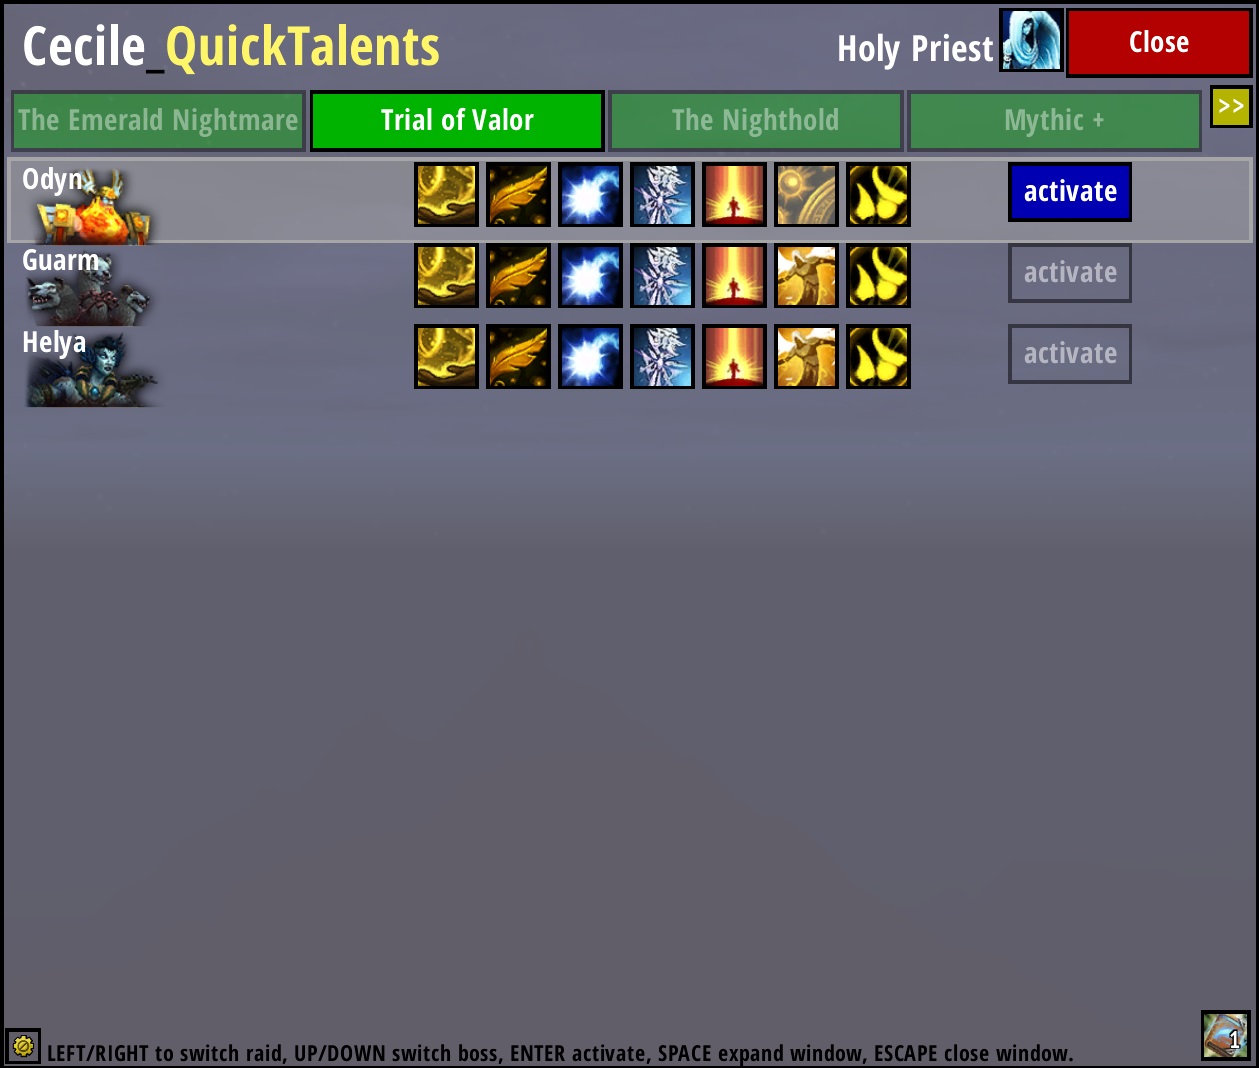 Cecile_QuickTalents
Holy Priest
Close
The Emerald Nightmare
Trial of Valor
The Nighthold
Mythic +
>>
Odyn
activate
Guarm
activate
Helya
activate
LEFT/RIGHT to switch raid, UP/DOWN switch boss, ENTER activate, SPACE expand window, ESCAPE close window.
1